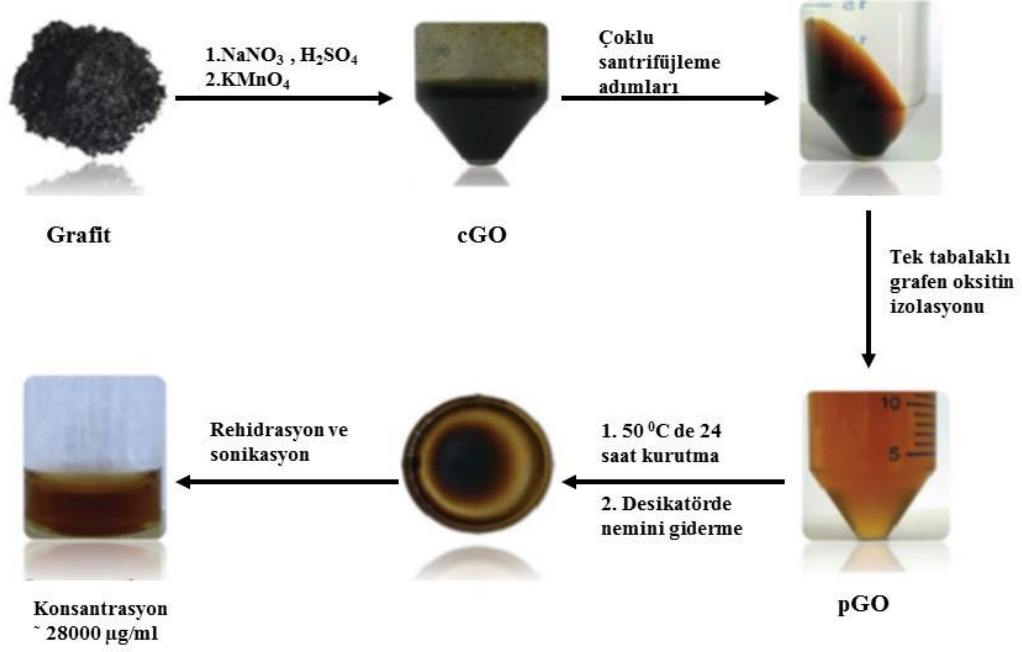 1.NaNO₃ , H₂SO₄
2.KMnO₄
Çoklu
santrifüjleme
adımları
15
Grafit
cGO
Tek tabalaklı
grafen oksitin
izolasyonu
Rehidrasyon ve
sonikasyon
1. 50 ⁰C de 24
saat kurutma
2. Desikatörde
nemini giderme
10
5
Konsantrasyon
~ 28000 µg/ml
pGO